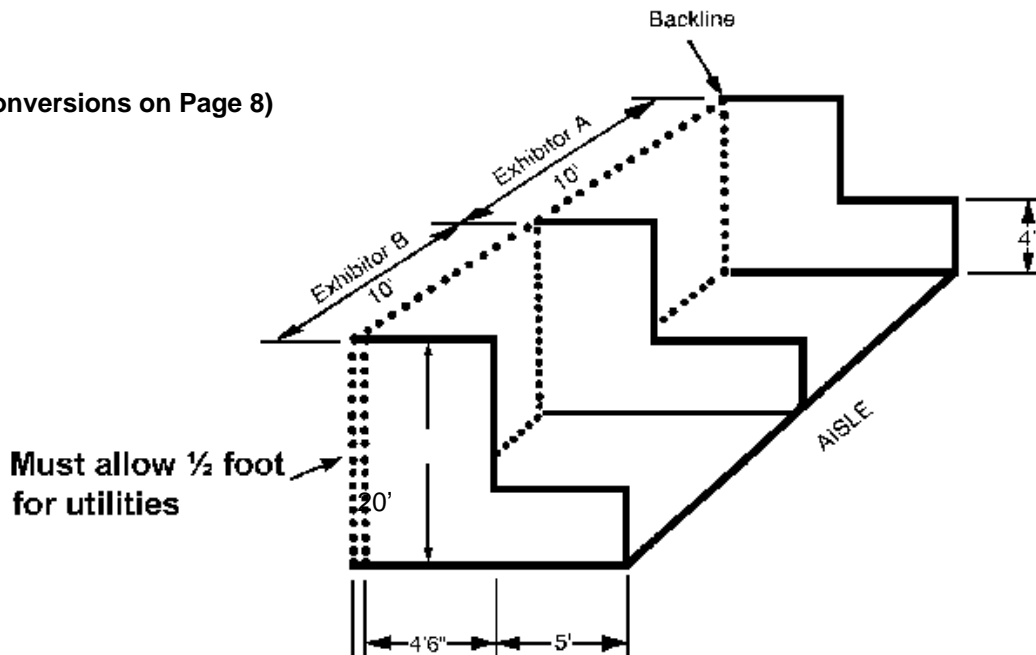 Backline
onversions on Page 8)
Exhibitor A
10'
Exhibitor B
10'
4'
AISLE
Must allow ½ foot
for utilities
20’
4'6"
5'